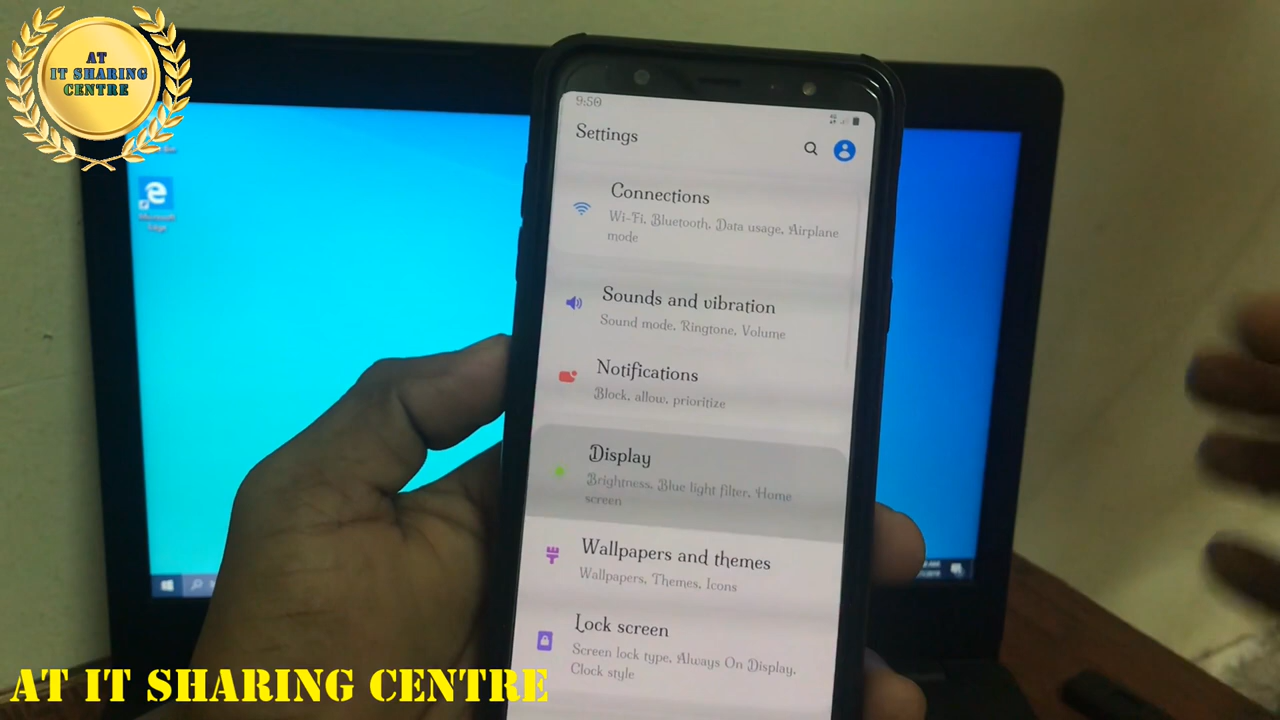 AT
IT SHARING
CENTRE
Microsoft
Edge
9:50
Settings
Connections
Wi-Fi, Bluetooth, Data usage, Airplane
mode
Sounds and vibration
Sound mode, Ringtone, Volume
Notifications
Block, allow, prioritize
Display
Brightness, Blue light filter, Home
screen
Wallpapers and themes
Wallpapers, Themes, Icons
Lock screen
Screen lock type, Always On Display,
Clock style
AT IT SHARING CENTRE